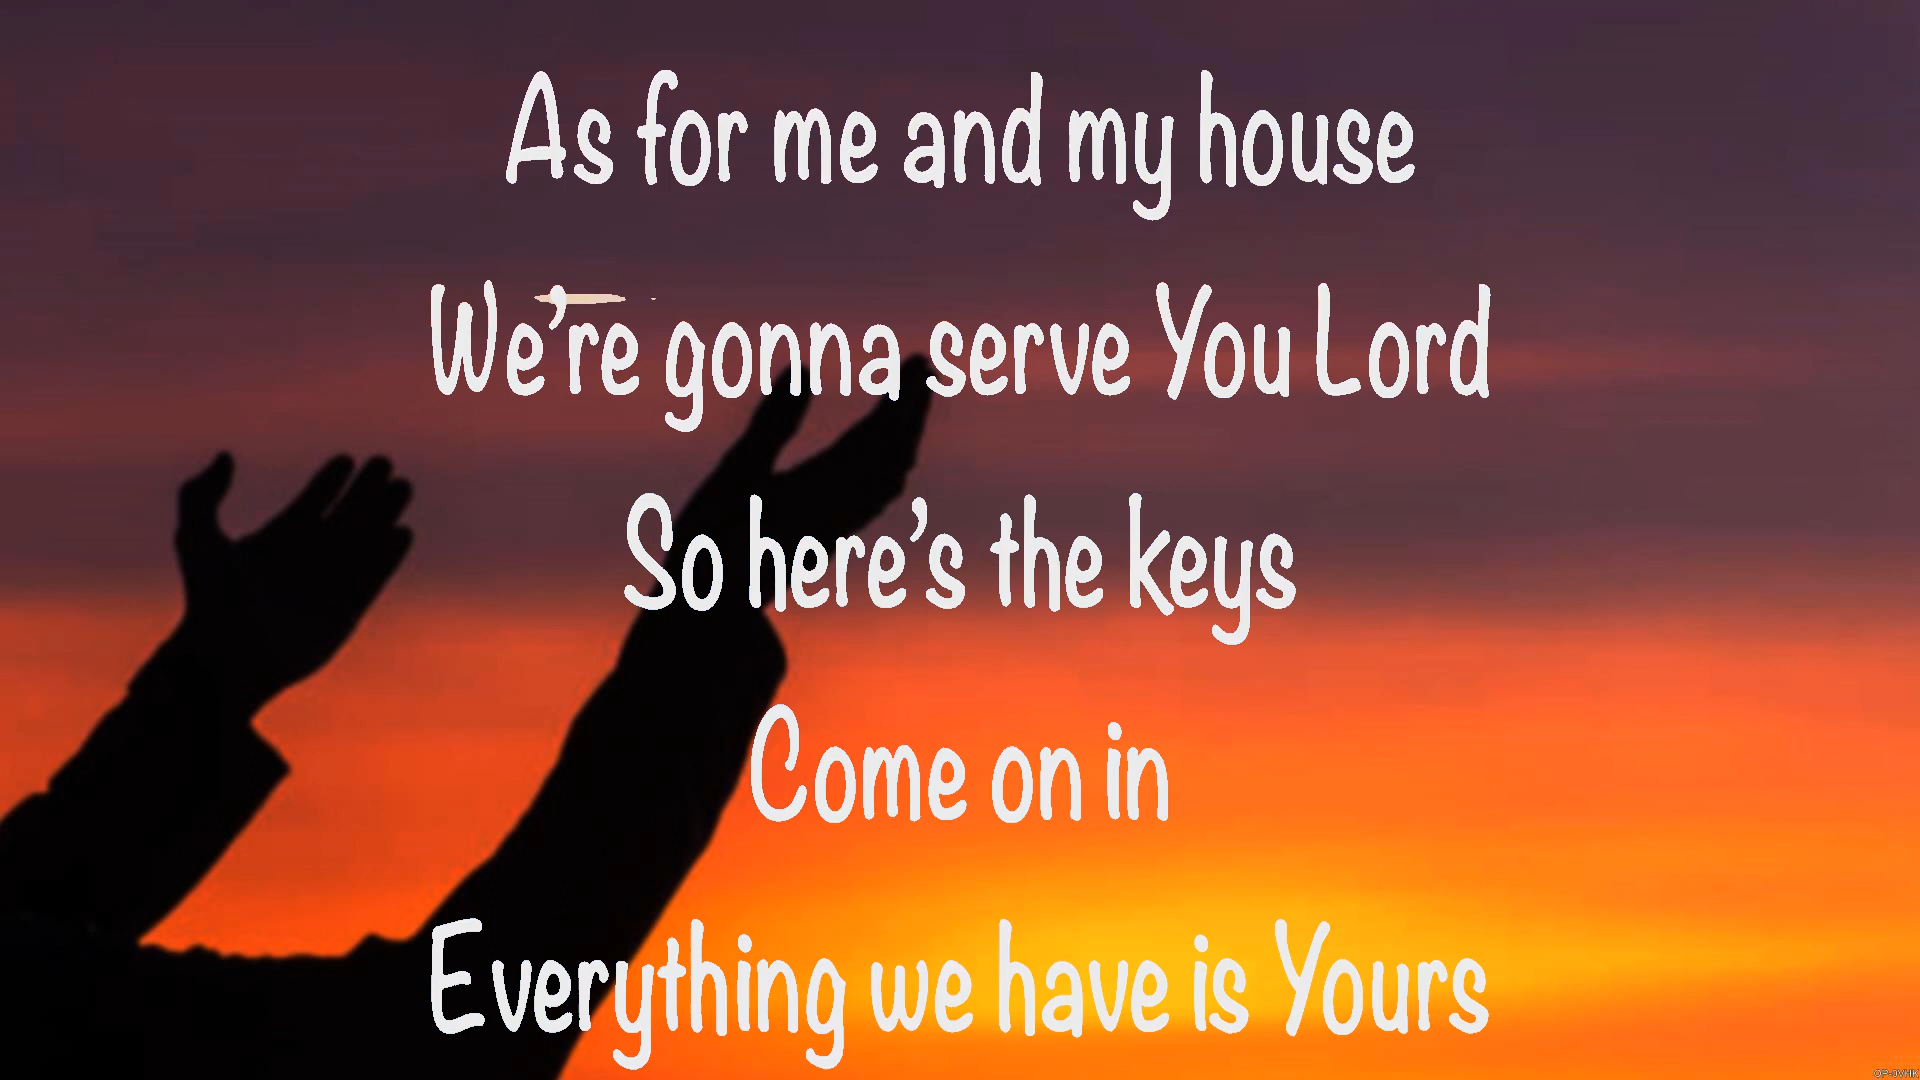 As for me and my house
We’re gonna serve You Lord
So here’s the keys
Come on in
Everything we have is Yours